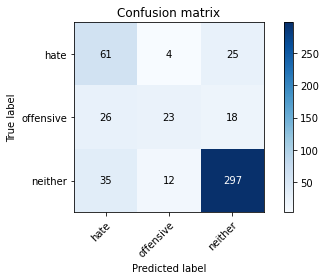 Confusion matrix
hate 61 4 25
offensive 26 23 18
neither 35 12 297
hate offensive neither
True label
Predicted label
250
200
150
100
50